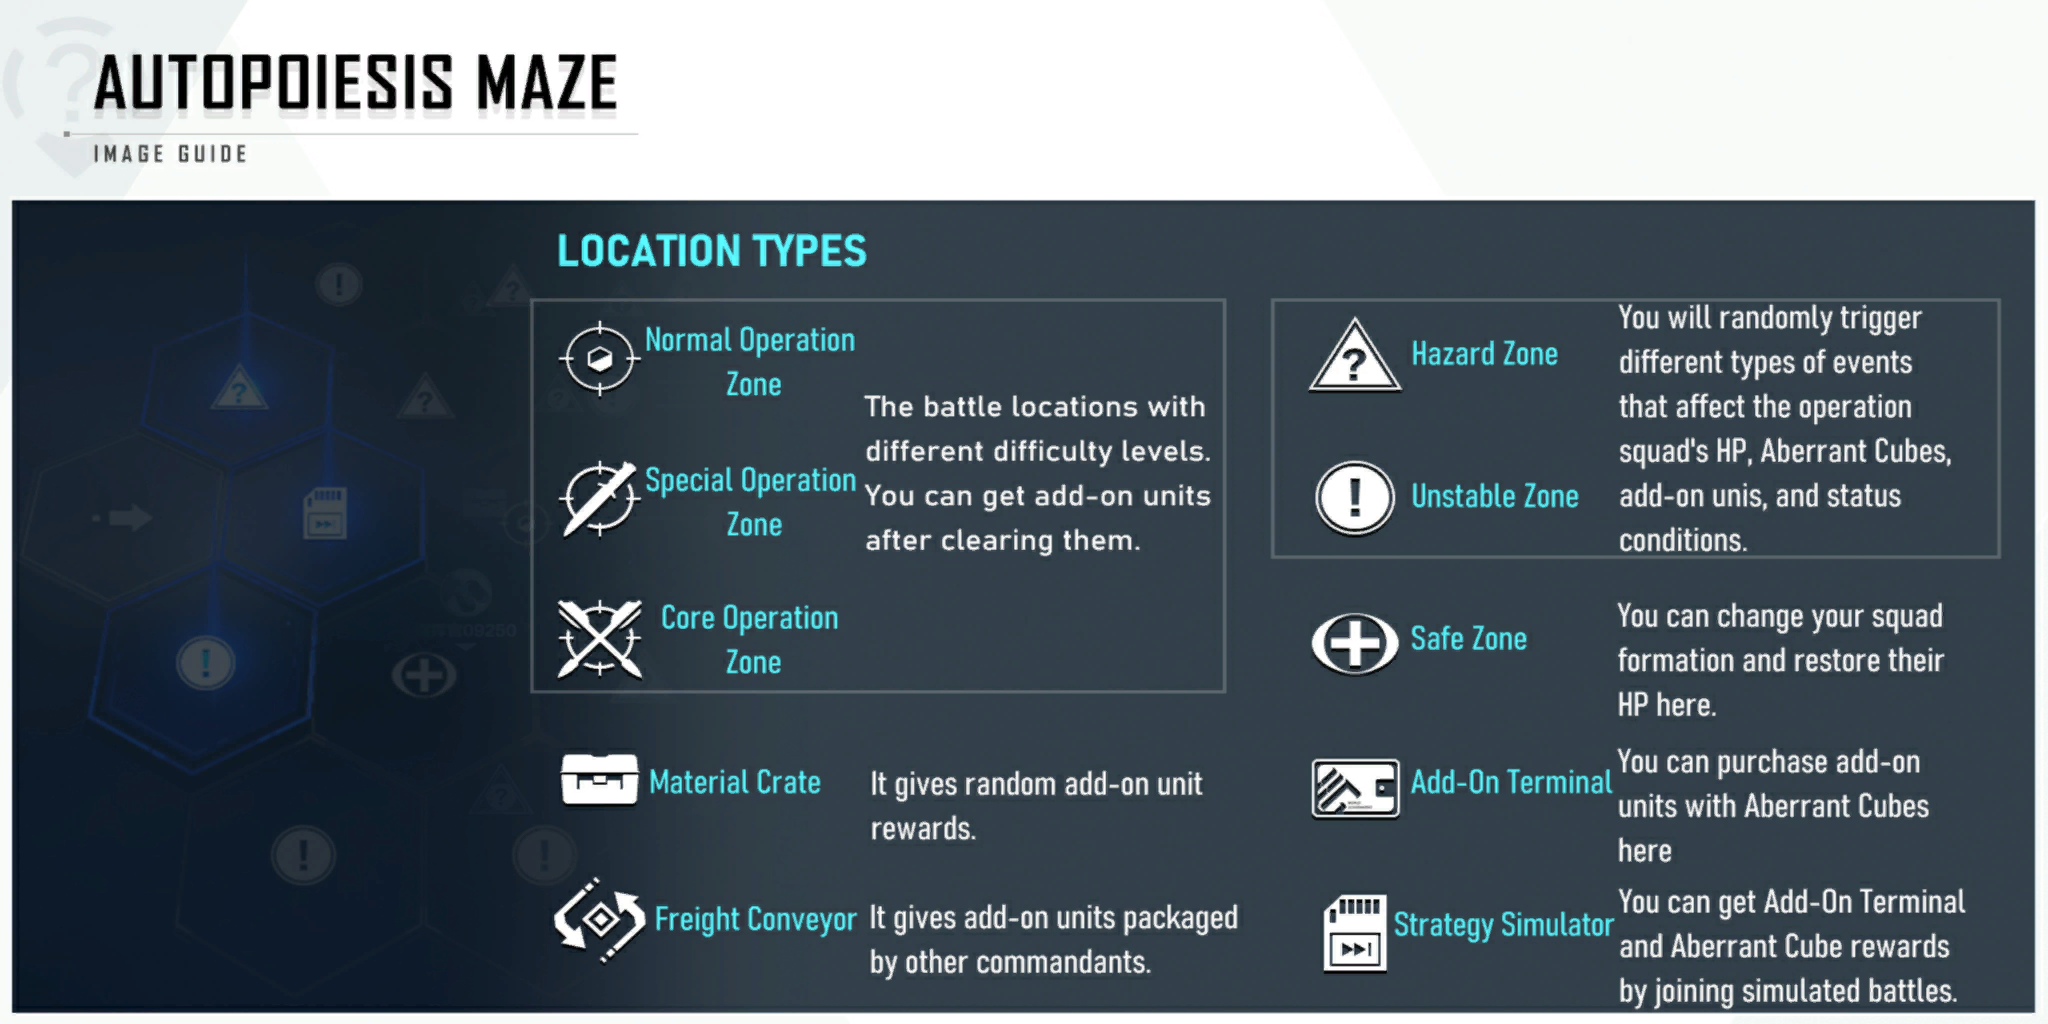 AUTOPOIESIS MAZE
IMAGE GUIDE
LOCATION TYPES
Normal Operation
Zone
Special Operation
Zone
Core Operation
Zone
The battle locations with
different difficulty levels.
You can get add-on units
after clearing them.
Material Crate
It gives random add-on unit
rewards.
Freight Conveyor
It gives add-on units packaged
by other commandants.
Hazard Zone
Unstable Zone
You will randomly trigger
different types of events
that affect the operation
squad's HP, Aberrant Cubes,
add-on unis, and status
conditions.
Safe Zone
You can change your squad
formation and restore their
HP here.
Add-On Terminal
You can purchase add-on
units with Aberrant Cubes
here
Strategy Simulator
You can get Add-On Terminal
and Aberrant Cube rewards
by joining simulated battles.